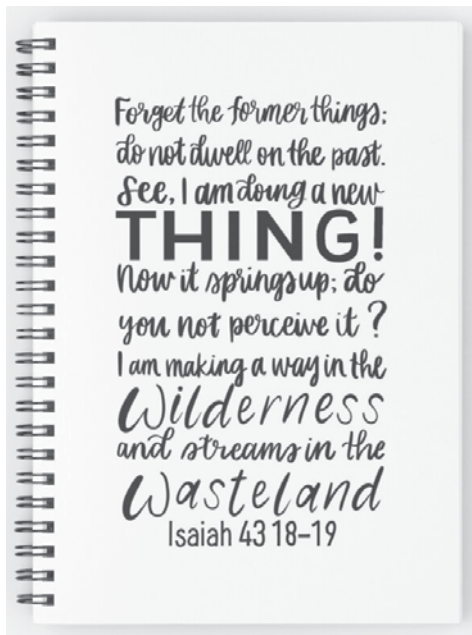 Forget the former things;
do not dwell on the past.
See, I am doing a new
THING!
Now it springs up; do
you not perceive it?
I am making a way in the
Wilderness
and streams in the
Wasteland
Isaiah 43 18-19